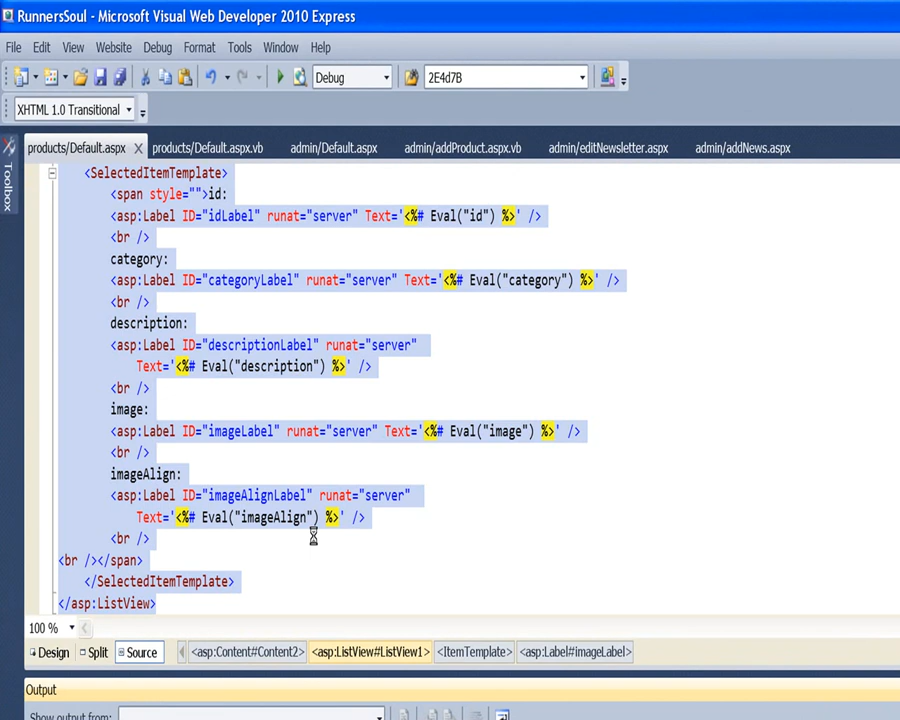 RunnersSoul - Microsoft Visual Web Developer 2010 Express
File Edit View Website Debug Format Tools Window Help
Debug 2E4d7B
XHTML 1.0 Transitional
Toolbox
products/Default.aspx X products/Default.aspx.vb admin/Default.aspx admin/addProduct.aspx.vb admin/editNewsletter.aspx admin/addNews.aspx
<SelectedItemTemplate>
<span style="">id:
<asp:Label ID="idLabel" runat="server" Text='<%# Eval("id") %>' />
<br />
category:
<asp:Label ID="categoryLabel" runat="server" Text='<%# Eval("category") %>' />
<br />
description:
<asp:Label ID="descriptionLabel" runat="server"
Text='<%# Eval("description") %>' />
<br />
image:
<asp:Label ID="imageLabel" runat="server" Text='<%# Eval("image") %>' />
<br />
imageAlign:
<asp:Label ID="imageAlignLabel" runat="server"
Text='<%# Eval("imageAlign") %>' />
<br />
<br /></span>
</SelectedItemTemplate>
</asp:ListView>
100 %
Design Split Source <asp:Content#Content2> <asp:ListView#ListView1> <ItemTemplate> <asp:Label#imageLabel>
Output
Show output from: